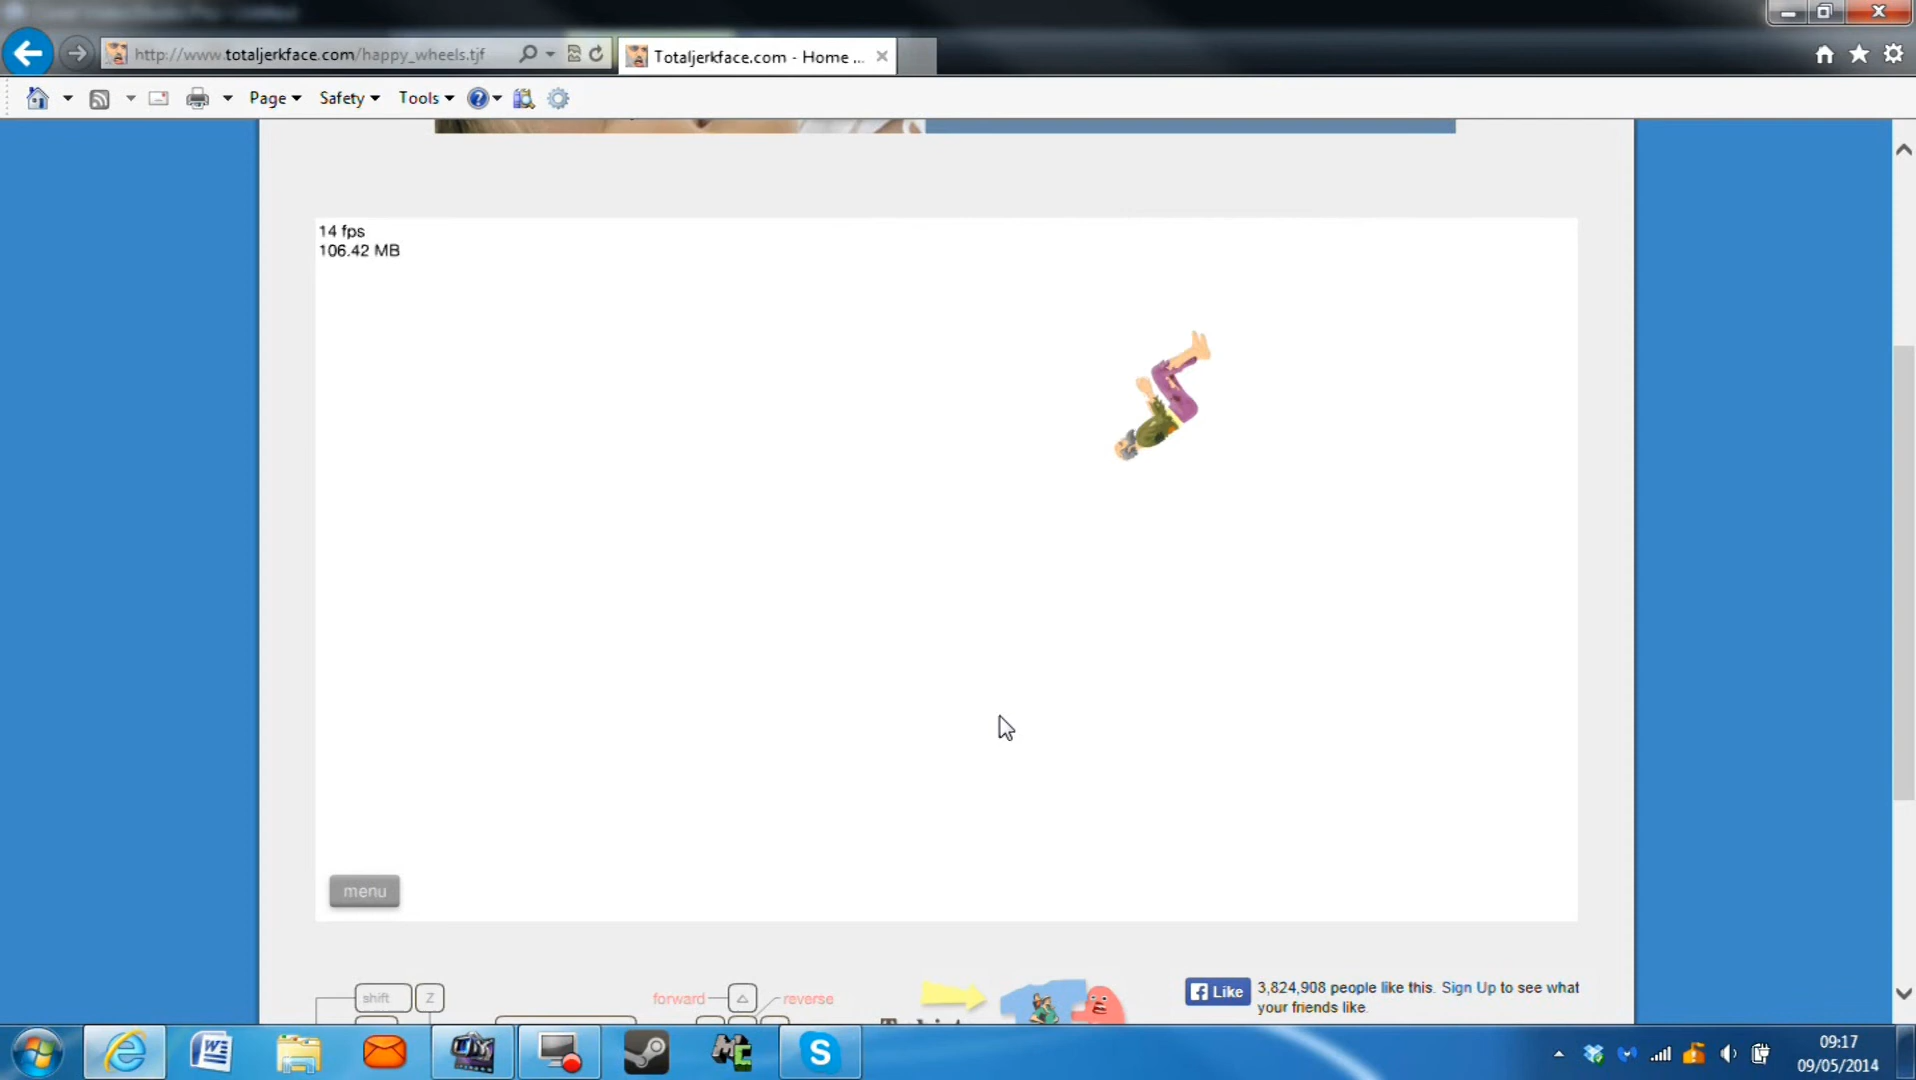 http://www.totaljerkface.com/happy_wheels.tjf
Totaljerkface.com - Home ...
Page
Safety
Tools
14 fps
106.42 MB
menu
shift
Z
forward
reverse
Like
3,824,908 people like this. Sign Up to see what
your friends like.
09:17
09/05/2014